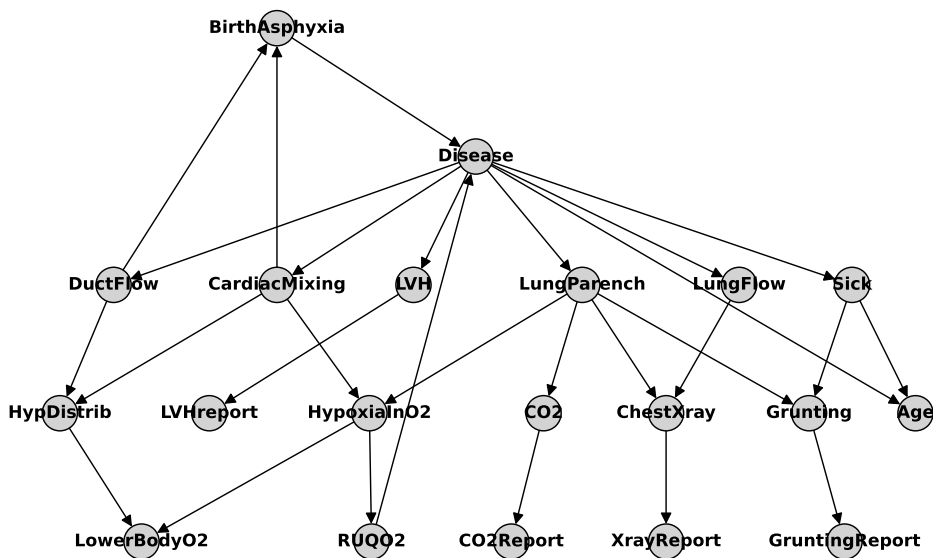 BirthAsphyxia
Disease
DuctFlow
CardiacMixing
LVH
LungParench
LungFlow
Sick
HypDistrib
LVHreport
HypoxiaInO2
CO2
ChestXray
Grunting
Age
LowerBodyO2
RUQO2
CO2Report
XrayReport
GruntingReport